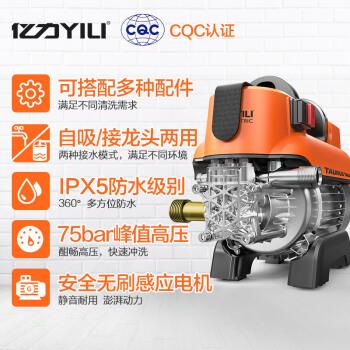 亿力YILI CQC CQC认证
可搭配多种配件
满足不同清洗需求
自吸/接龙头两用
两种接水模式，满足不同环境
IPX5防水级别
360°多方位防水
75bar峰值高压
酣畅高压，快速冲洗
安全无刷感应电机
静音耐用 澎湃动力
YILI